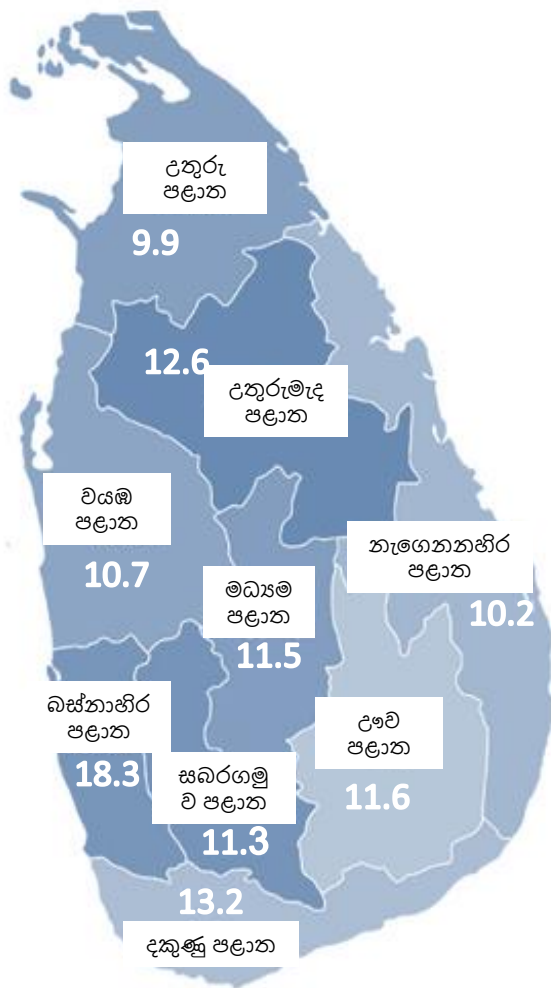 උතුරු
පළාත
9.9
12.6
උතුරුමැද
පළාත
වයඹ
පළාත
10.7
නැගෙනනහිර
පළාත
10.2
මධ්‍යම
පළාත
11.5
බස්නාහිර
පළාත
18.3
ඌව
පළාත
11.6
සබරගමු
ව පළාත
11.3
13.2
දකුණු පළාත